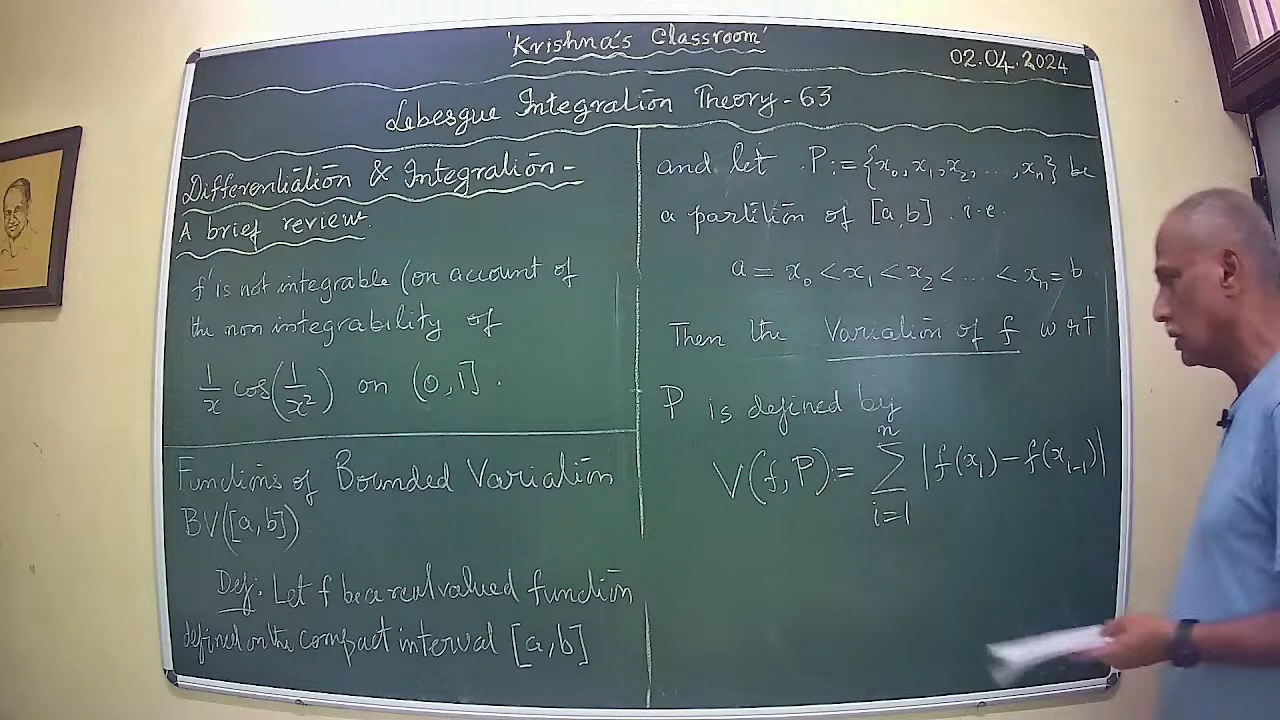 'Krishna's Classroom'
02.04.2024
Lebesgue Integration Theory - 63
Differentiation & Integration -
A brief review
f' is not integrable (on account of
the non integrability of
1/x cos(1/x²) on (0,1].
Functions of Bounded Variation
BV([a,b])
Def: Let f be a real valued function
defined on the compact interval [a,b]
and let P := {x₀, x₁, x₂, ..., xₙ} be
a partition of [a,b] i.e.
a = x₀ < x₁ < x₂ < ... < xₙ = b.
Then the Variation of f w r t
P is defined by
V(f,P) := ∑ᵢ₌₁ⁿ |f(xᵢ) - f(xᵢ₋₁)|